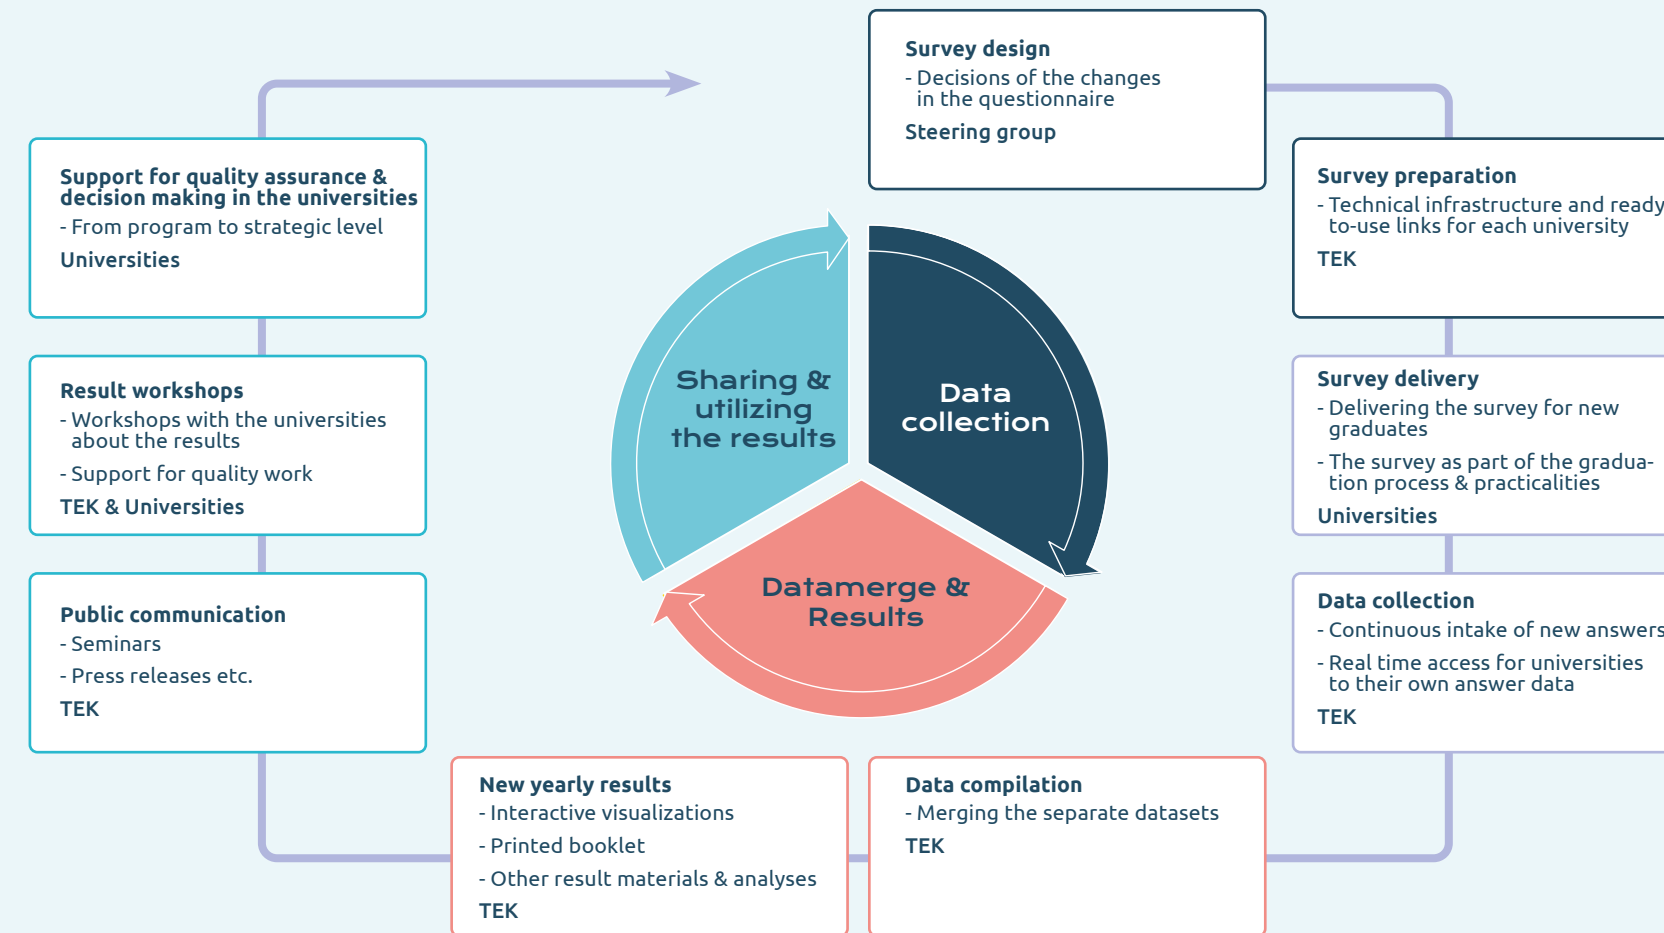 Survey design
- Decisions of the changes
in the questionnaire
Steering group
Survey preparation
- Technical infrastructure and ready
to-use links for each university
TEK
Survey delivery
- Delivering the survey for new
graduates
- The survey as part of the gradua-
tion process & practicalities
Universities
Data collection
- Continuous intake of new answers
- Real time access for universities
to their own answer data
TEK
Data compilation
- Merging the separate datasets
TEK
New yearly results
- Interactive visualizations
- Printed booklet
- Other result materials & analyses
TEK
Public communication
- Seminars
- Press releases etc.
TEK
Result workshops
- Workshops with the universities
about the results
- Support for quality work
TEK & Universities
Support for quality assurance &
decision making in the universities
- From program to strategic level
Universities
Data
collection
Datamerge &
Results
Sharing &
utilizing
the results